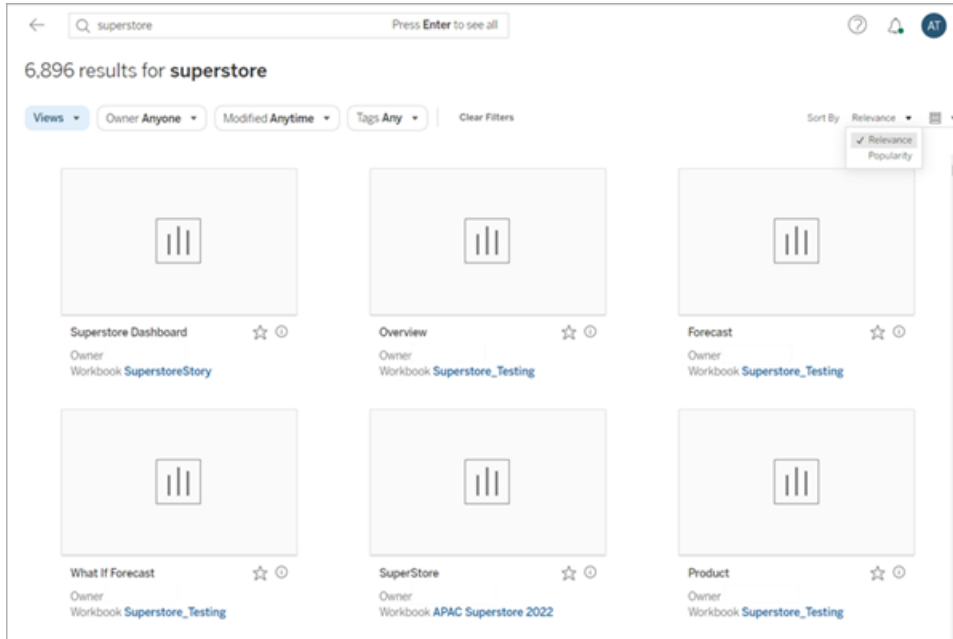 superstore Press Enter to see all AT
6,896 results for superstore
Views Owner Anyone Modified Anytime Tags Any Clear Filters Sort By Relevance
Relevance
Popularity
Superstore Dashboard Overview Forecast
Owner Owner Owner
Workbook SuperstoreStory Workbook Superstore_Testing Workbook Superstore_Testing
What If Forecast SuperStore Product
Owner Owner Owner
Workbook Superstore_Testing Workbook APAC Superstore 2022 Workbook Superstore_Testing